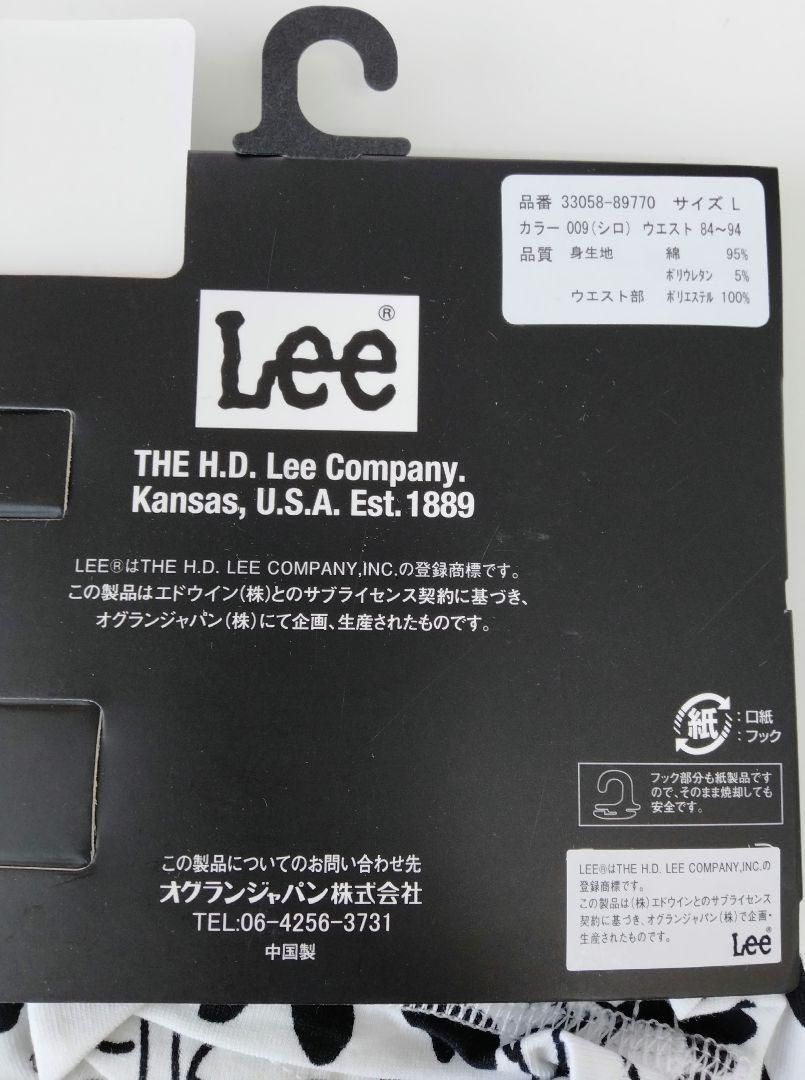 品番 33058-89770 サイズ L
カラー 009(シロ) ウエスト 84〜94
品質 身生地 綿 95%
ポリウレタン 5%
ウエスト部 ポリエステル 100%
Lee®
THE H.D. Lee Company.
Kansas, U.S.A. Est.1889
LEE®はTHE H.D. LEE COMPANY,INC.の登録商標です。
この製品はエドウイン(株)とのサブライセンス契約に基づき、
オグランジャパン(株)にて企画、生産されたものです。
紙:口紙
:フック
フック部分も紙製品です
ので、そのまま焼却しても
安全です。
この製品についてのお問い合わせ先
オグランジャパン株式会社
TEL:06-4256-3731
中国製
LEE®はTHE H.D. LEE COMPANY,INC.の
登録商標です。
この製品は(株)エドウインとのサブライセンス
契約に基づき、オグランジャパン(株)で企画・
生産されたものです。
Lee®